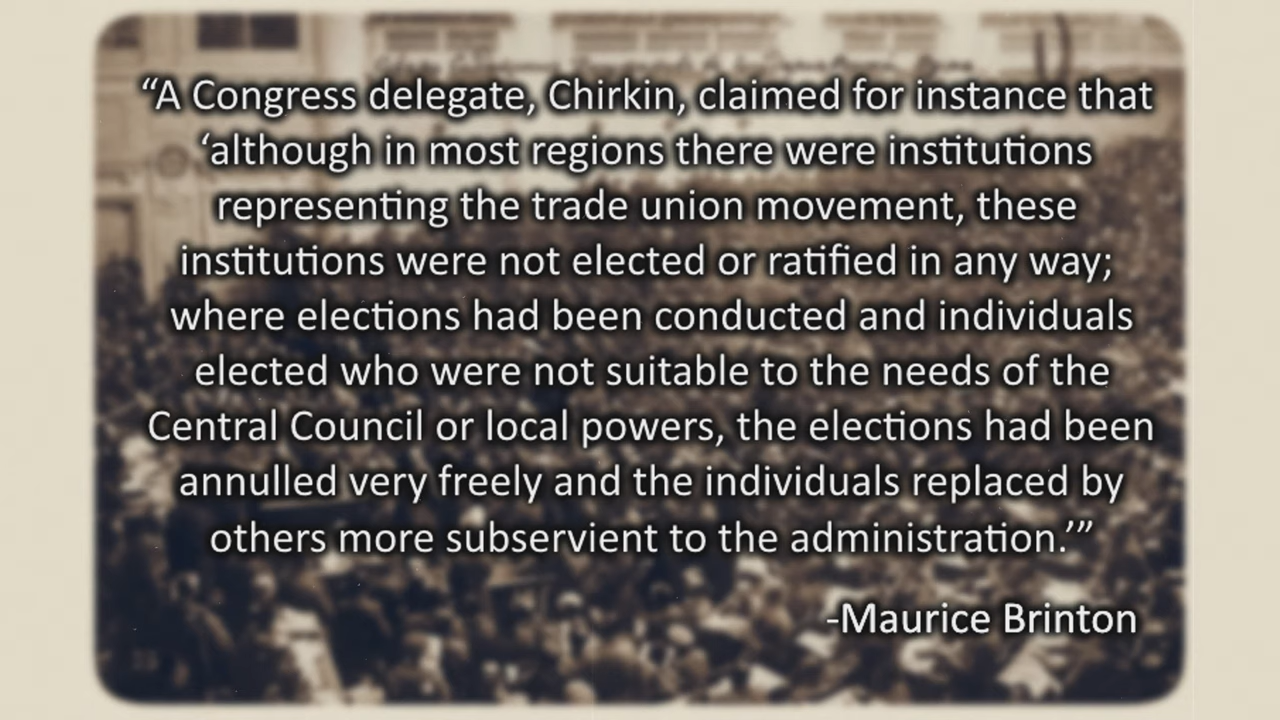 “A Congress delegate, Chirkin, claimed for instance that
‘although in most regions there were institutions
representing the trade union movement, these
institutions were not elected or ratified in any way;
where elections had been conducted and individuals
elected who were not suitable to the needs of the
Central Council or local powers, the elections had been
annulled very freely and the individuals replaced by
others more subservient to the administration.’”
-Maurice Brinton